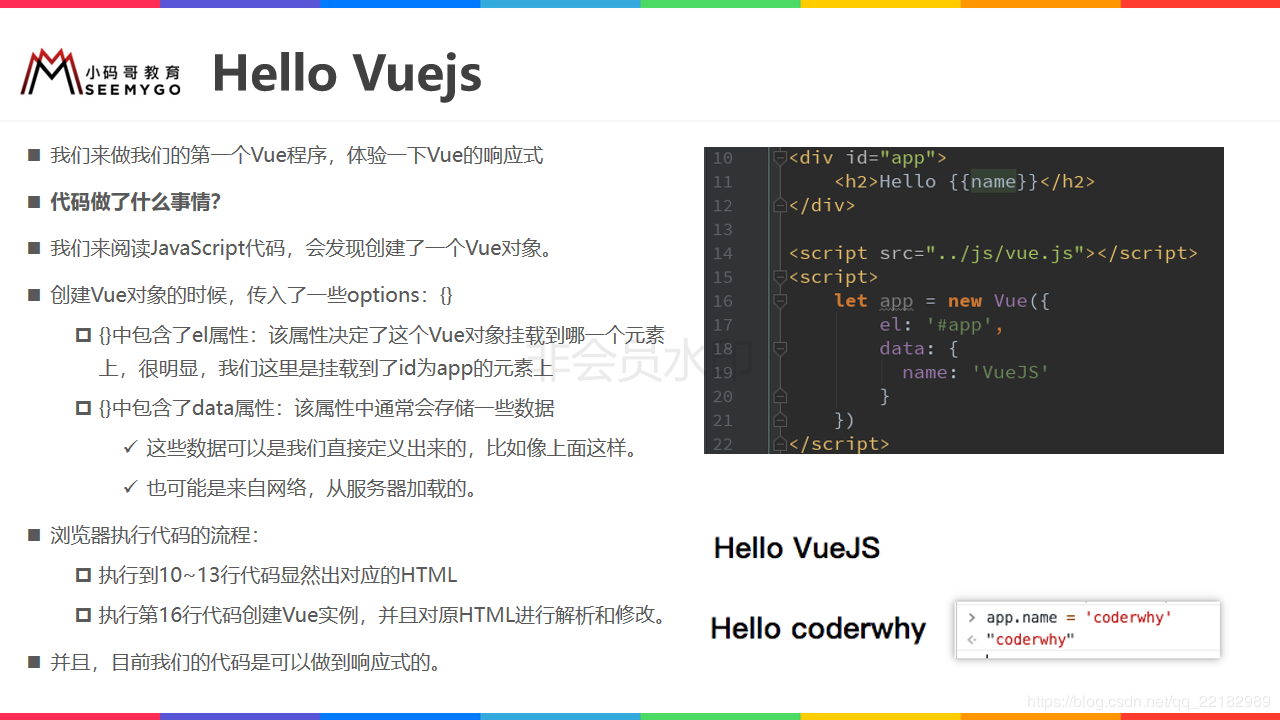 小码哥教育
SEEMYGO
Hello Vuejs
我们来做我们的第一个Vue程序，体验一下Vue的响应式
代码做了什么事情?
我们来阅读JavaScript代码，会发现创建了一个Vue对象。
创建Vue对象的时候，传入了一些options：{}
{}中包含了el属性：该属性决定了这个Vue对象挂载到哪一个元素
上，很明显，我们这里是挂载到了id为app的元素上
{}中包含了data属性：该属性中通常会存储一些数据
✓ 这些数据可以是我们直接定义出来的，比如像上面这样。
✓ 也可能是来自网络，从服务器加载的。
浏览器执行代码的流程：
执行到10~13行代码显然出对应的HTML
执行第16行代码创建Vue实例，并且对原HTML进行解析和修改。
并且，目前我们的代码是可以做到响应式的。
非会员水印
10 <div id="app">
11 <h2>Hello {{name}}</h2>
12 </div>
13
14 <script src="../js/vue.js"></script>
15 <script>
16 let app = new Vue({
17 el: '#app',
18 data: {
19 name: 'VueJS'
20 }
21 })
22 </script>
Hello VueJS
Hello coderwhy
> app.name = 'coderwhy'
< "coderwhy"
https://blog.csdn.net/qq_22182989